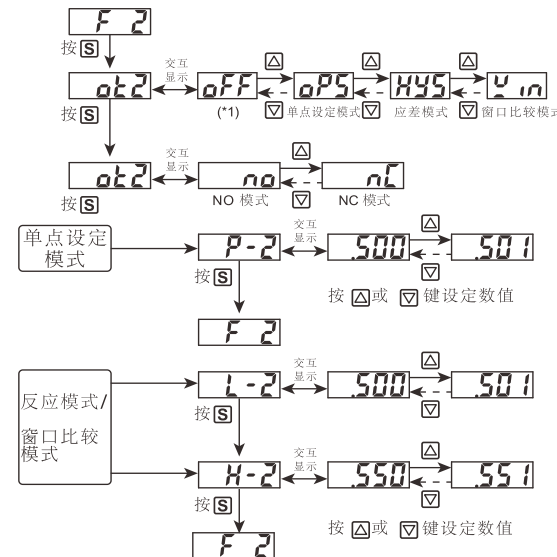 F 2
按 S
交互
显示
ot2 oFF oPS HYS Win
按 S (*1) 单点设定模式 应差模式 窗口比较模式
交互
显示
ot2 no nC
按 S NO 模式 NC 模式
单点设定
模式
交互
显示
P-2 .500 .501
按 S
按 △ 或 ▽ 键设定数值
F 2
反应模式/
窗口比较
模式
交互
显示
L-2 .500 .501
按 S
交互
显示
H-2 .550 .551
按 S
按 △ 或 ▽ 键设定数值
F 2